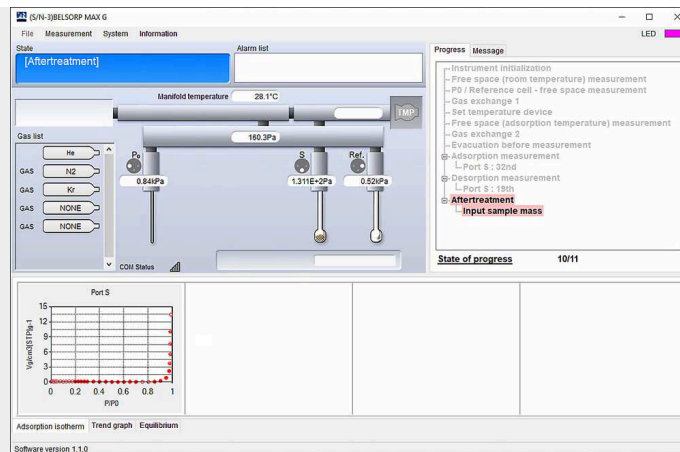 (S/N-3)BELSORP MAX G
File Measurement System Information
LED
State
Alarm list
[Aftertreatment]
Manifold temperature 28.1°C
TMP
160.3Pa
Gas list
He
GAS N2
GAS Kr
GAS NONE
GAS NONE
P₀
S
Ref.
0.84kPa
1.311E+2Pa
0.52kPa
COM Status
Progress Message
Instrument initialization
Free space (room temperature) measurement
P0 / Reference cell - free space measurement
Gas exchange 1
Set temperature device
Free space (adsorption temperature) measurement
Gas exchange 2
Evacuation before measurement
Adsorption measurement
Port S : 32nd
Desorption measurement
Port S : 19th
Aftertreatment
Input sample mass
State of progress 10/11
Port S
Vg/cm3(STP)g-1
15
12
9
6
3
0
0 0.2 0.4 0.6 0.8 1
P/P0
Adsorption isotherm Trend graph Equilibrium
Software version 1.1.0